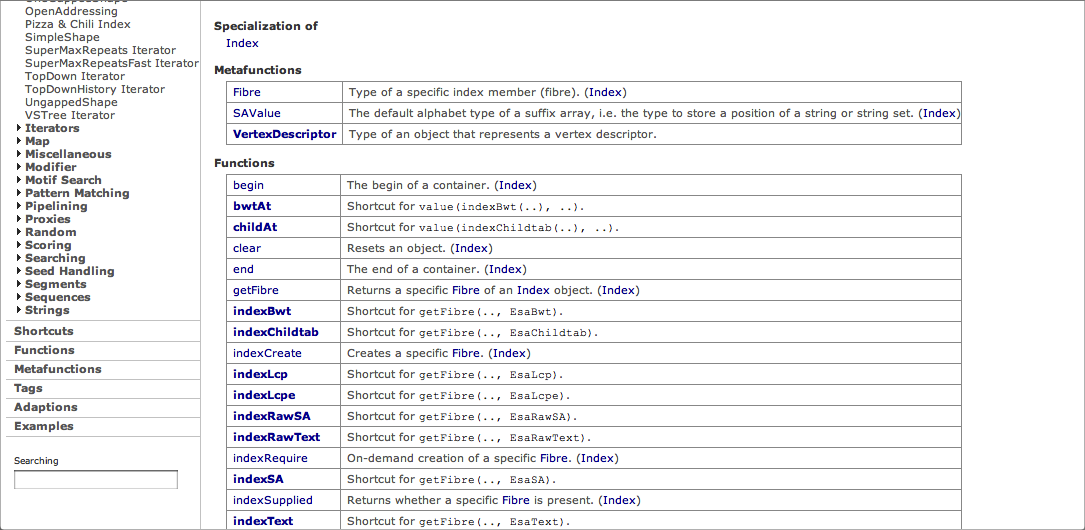 OpenAddressing
Pizza & Chili Index
SimpleShape
SuperMaxRepeats Iterator
SuperMaxRepeatsFast Iterator
TopDown Iterator
TopDownHistory Iterator
UngappedShape
VSTree Iterator
Iterators
Map
Miscellaneous
Modifier
Motif Search
Pattern Matching
Pipelining
Proxies
Random
Scoring
Searching
Seed Handling
Segments
Sequences
Strings
Shortcuts
Functions
Metafunctions
Tags
Adaptions
Examples
Searching
Specialization of
Index
Metafunctions
Fibre Type of a specific index member (fibre). (Index)
SAValue The default alphabet type of a suffix array, i.e. the type to store a position of a string or string set. (Index)
VertexDescriptor Type of an object that represents a vertex descriptor.
Functions
begin The begin of a container. (Index)
bwtAt Shortcut for value(indexBwt(..), ..).
childAt Shortcut for value(indexChildtab(..), ..).
clear Resets an object. (Index)
end The end of a container. (Index)
getFibre Returns a specific Fibre of an Index object. (Index)
indexBwt Shortcut for getFibre(.., EsaBwt).
indexChildtab Shortcut for getFibre(.., EsaChildtab).
indexCreate Creates a specific Fibre. (Index)
indexLcp Shortcut for getFibre(.., EsaLcp).
indexLcpe Shortcut for getFibre(.., EsaLcpe).
indexRawSA Shortcut for getFibre(.., EsaRawSA).
indexRawText Shortcut for getFibre(.., EsaRawText).
indexRequire On-demand creation of a specific Fibre. (Index)
indexSA Shortcut for getFibre(.., EsaSA).
indexSupplied Returns whether a specific Fibre is present. (Index)
indexText Shortcut for getFibre(.., EsaText).